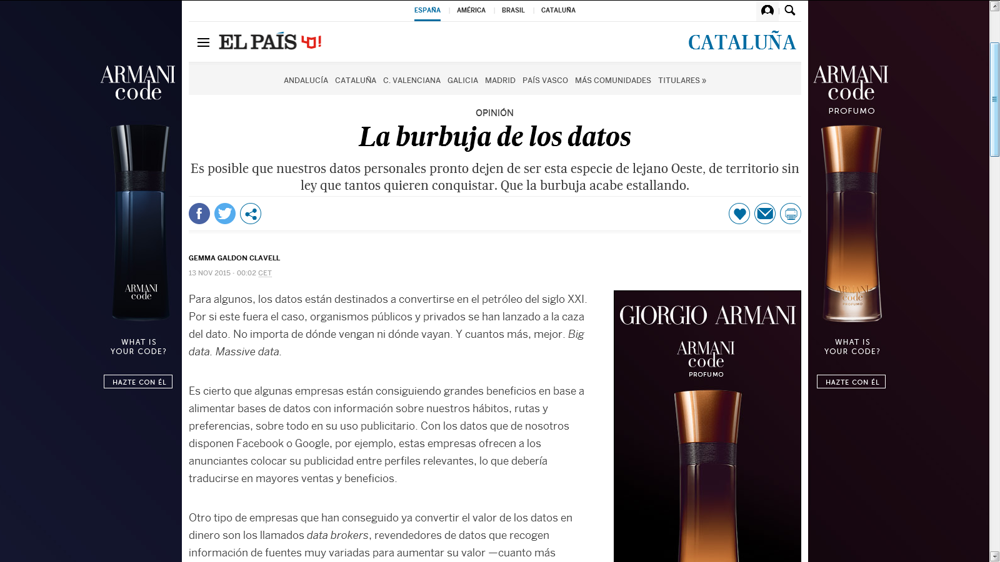 ESPAÑA AMÉRICA BRASIL CATALUÑA
EL PAÍS 40!
CATALUÑA
ANDALUCÍA CATALUÑA C. VALENCIANA GALICIA MADRID PAÍS VASCO MÁS COMUNIDADES TITULARES »
OPINIÓN
La burbuja de los datos
Es posible que nuestros datos personales pronto dejen de ser esta especie de lejano Oeste, de territorio sin
ley que tantos quieren conquistar. Que la burbuja acabe estallando.
GEMMA GALDON CLAVELL
13 NOV 2015 - 00:02 CET
Para algunos, los datos están destinados a convertirse en el petróleo del siglo XXI.
Por si este fuera el caso, organismos públicos y privados se han lanzado a la caza
del dato. No importa de dónde vengan ni dónde vayan. Y cuantos más, mejor. Big
data. Massive data.
Es cierto que algunas empresas están consiguiendo grandes beneficios en base a
alimentar bases de datos con información sobre nuestros hábitos, rutas y
preferencias, sobre todo en su uso publicitario. Con los datos que de nosotros
disponen Facebook o Google, por ejemplo, estas empresas ofrecen a los
anunciantes colocar su publicidad entre perfiles relevantes, lo que debería
traducirse en mayores ventas y beneficios.
Otro tipo de empresas que han conseguido ya convertir el valor de los datos en
dinero son los llamados data brokers, revendedores de datos que recogen
información de fuentes muy variadas para aumentar su valor —cuanto más
ARMANI
code
ARMANI
code
WHAT IS
YOUR CODE?
HAZTE CON ÉL
GIORGIO ARMANI
ARMANI
code
PROFUMO
ARMANI
code
PROFUMO
ARMANI
code
PROFUMO
WHAT IS
YOUR CODE?
HAZTE CON ÉL